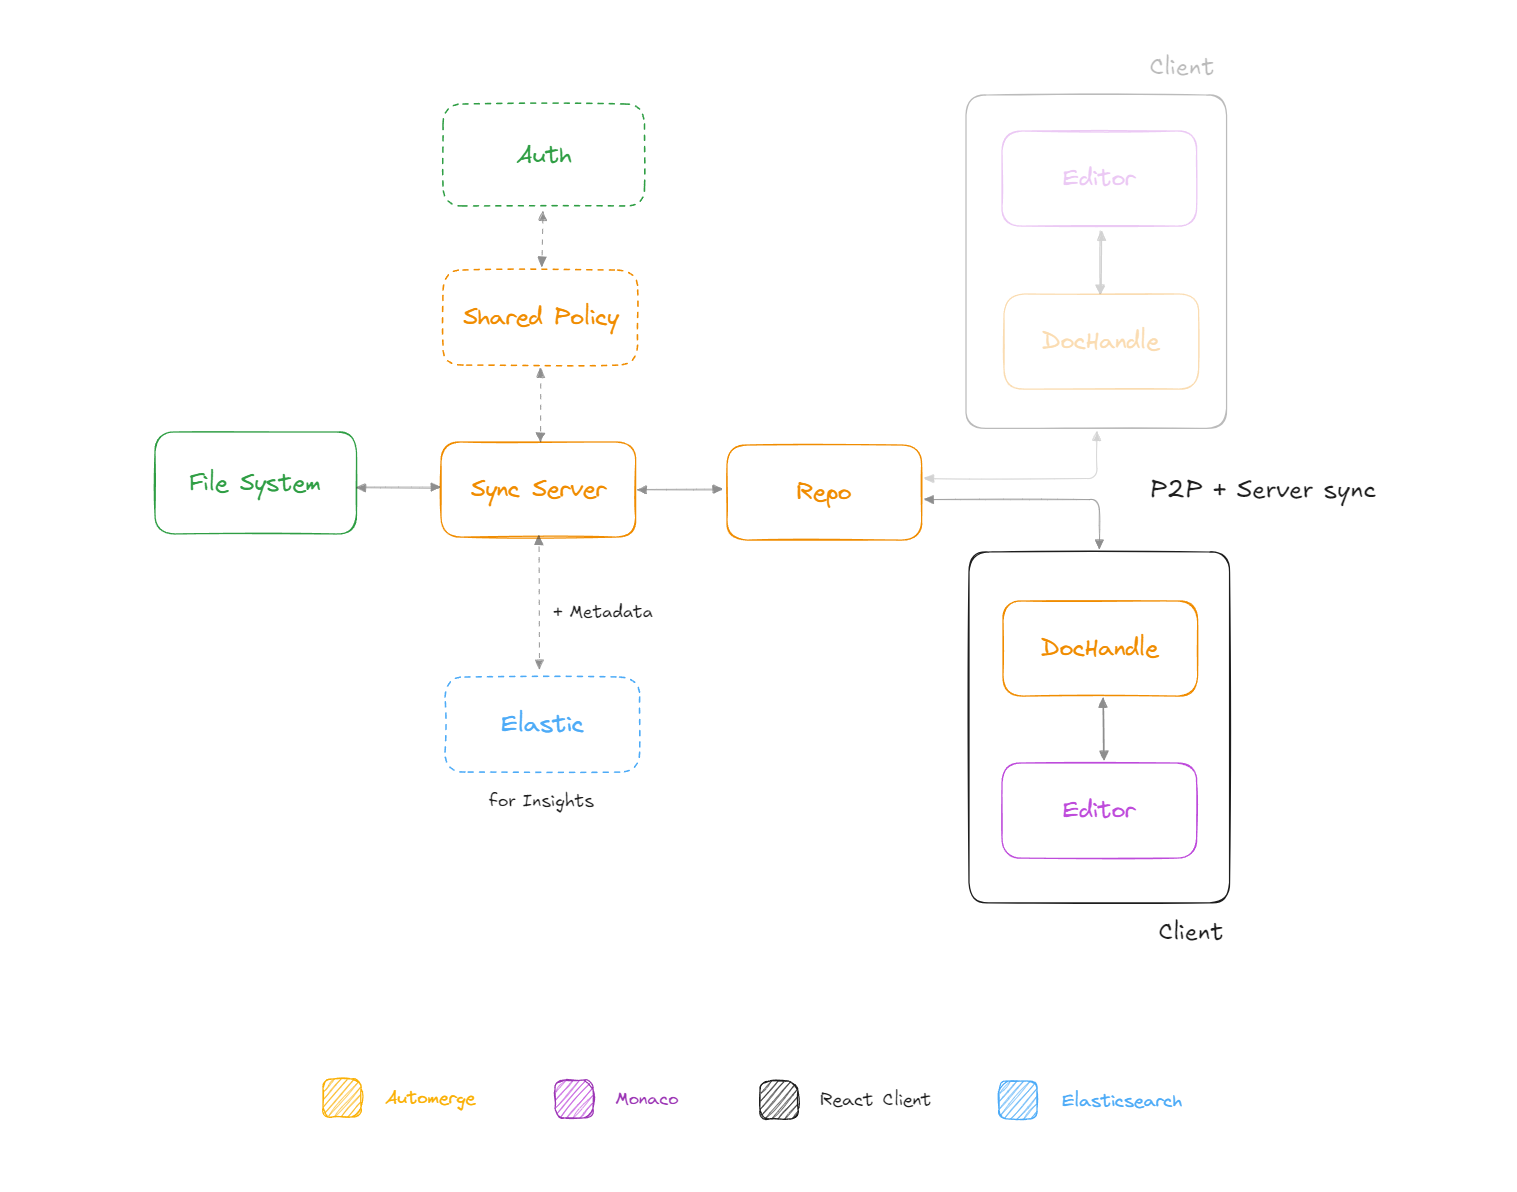 Client
Auth
Editor
Shared Policy
DocHandle
File System
Sync Server
Repo
P2P + Server sync
+ Metadata
DocHandle
Elastic
for Insights
Editor
Client
Automerge
Monaco
React Client
Elasticsearch